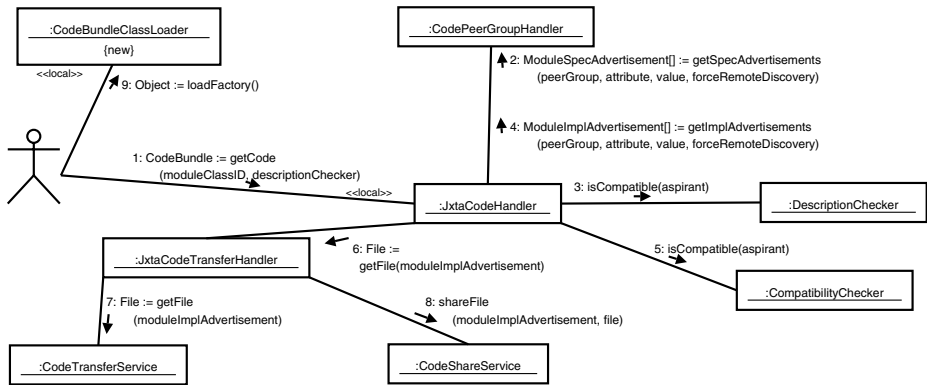 :CodeBundleClassLoader
{new}
:CodePeerGroupHandler
<<local>>
2: ModuleSpecAdvertisement[] := getSpecAdvertisements
(peerGroup, attribute, value, forceRemoteDiscovery)
9: Object := loadFactory()
4: ModuleImplAdvertisement[] := getImplAdvertisements
(peerGroup, attribute, value, forceRemoteDiscovery)
1: CodeBundle := getCode
(moduleClassID, descriptionChecker)
<<local>>
3: isCompatible(aspirant)
:JxtaCodeHandler
:DescriptionChecker
6: File :=
getFile(moduleImplAdvertisement)
5: isCompatible(aspirant)
:JxtaCodeTransferHandler
:CompatibilityChecker
7: File := getFile
(moduleImplAdvertisement)
8: shareFile
(moduleImplAdvertisement, file)
:CodeTransferService
:CodeShareService